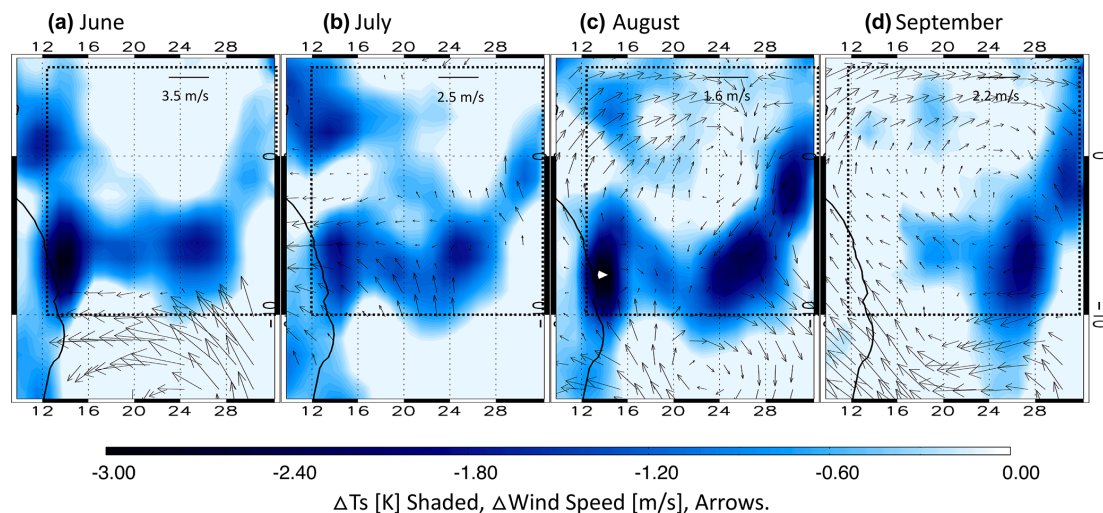 (a) June (b) July (c) August (d) September
12 16 20 24 28 12 16 20 24 28 12 16 20 24 28 12 16 20 24 28
3.5 m/s 2.5 m/s 1.6 m/s 2.2 m/s
0 0 0 0
-10
12 16 20 24 28 12 16 20 24 28 12 16 20 24 28 12 16 20 24 28
-3.00 -2.40 -1.80 -1.20 -0.60 0.00
△Ts [K] Shaded, △Wind Speed [m/s], Arrows.